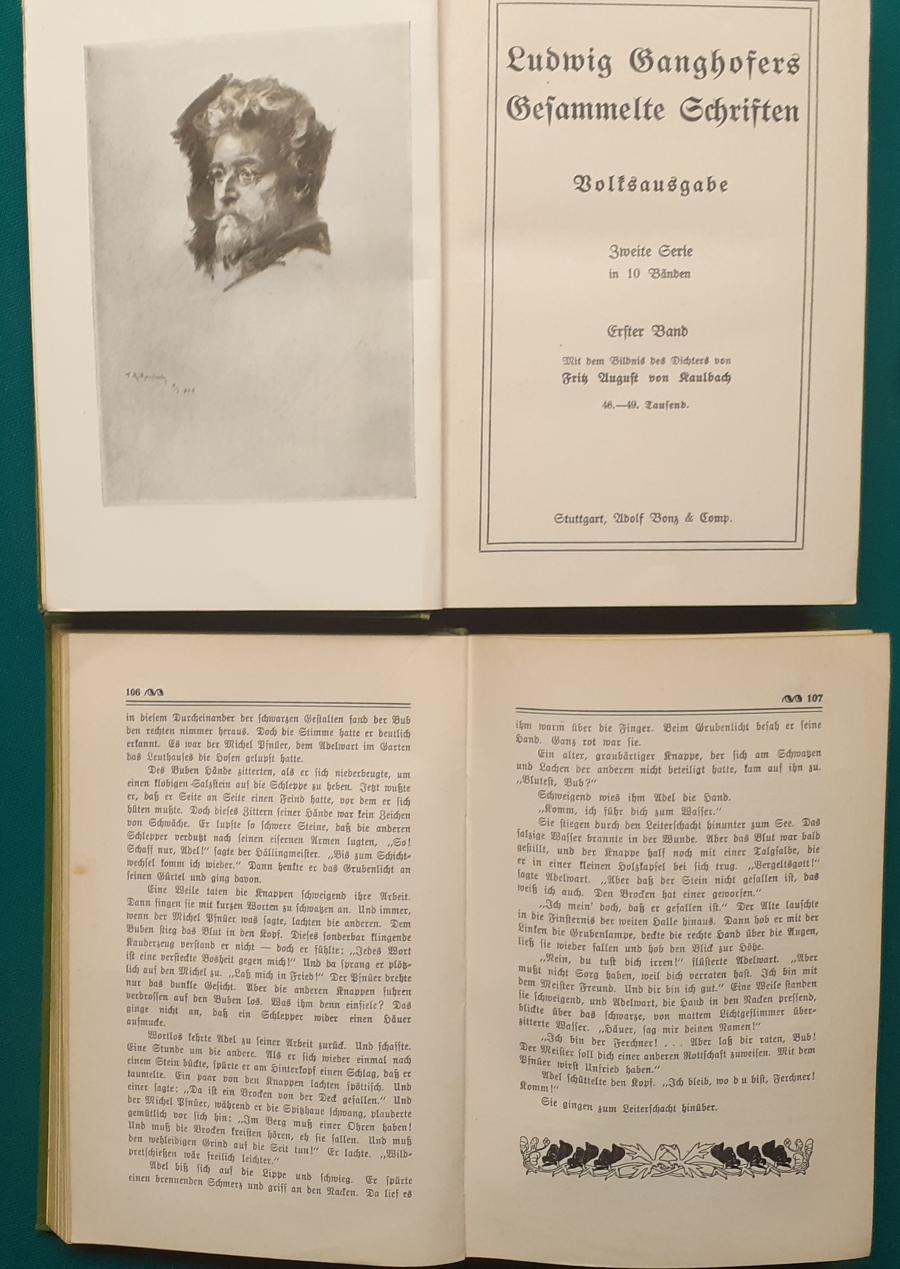 Ludwig Ganghofers
Gesammelte Schriften
Volksausgabe
Zweite Serie
in 10 Bänden
Erster Band
Mit dem Bildnis des Dichters von
Fritz August von Kaulbach
46.—49. Tausend.
Stuttgart, Adolf Bonz & Comp.
106
in diesem Durcheinander der schwarzen Gestalten fand der Bub
den rechten nimmer heraus. Doch die Stimme hatte er deutlich
erkannt. Es war der Michel Pfnüer, dem Adelwart im Garten
das Leuthauses die Hosen gelupft hatte.
Des Buben Hände zitterten, als er sich niederbeugte, um
einen klobigen Salzstein auf die Schleppe zu heben. Jetzt wußte
er, daß er Seite an Seite einen Feind hatte, vor dem er sich
hüten mußte. Doch dieses Zittern seiner Hände war kein Zeichen
von Schwäche. Er lupfte so schwere Steine, daß die anderen
Schlepper verdutzt nach seinen eisernen Armen lugten, „So!
Schaff nur, Adel!“ sagte der Hällingmeister. „Bis zum Schicht-
wechsel komm ich wieder.“ Dann henkte er das Grubenlicht an
seinen Gürtel und ging davon.
Eine Weile taten die Knappen schweigend ihre Arbeit.
Dann fingen sie mit kurzen Worten zu schwatzen an. Und immer,
wenn der Michel Pfnüer was sagte, lachten die anderen. Dem
Buben stieg das Blut in den Kopf. Dieses sonderbar klingende
Kauderzeug verstand er nicht — doch er fühlte: „Jedes Wort
ist eine versteckte Bosheit gegen mich!“ Und da sprang er plötz-
lich auf den Michel zu. „Laß mich in Fried!“ Der Pfnüer drehte
nur das dunkle Gesicht. Aber die anderen Knappen fuhren
verdrossen auf den Buben los. Was ihm denn einfiele? Das
ginge nicht an, daß ein Schlepper wider einen Häuer
aufmucke.
Wortlos kehrte Adel zu seiner Arbeit zurück. Und schaffte.
Eine Stunde um die andere. Als er sich wieder einmal nach
einem Stein bückte, spürte er am Hinterkopf einen Schlag, daß er
taumelte. Ein paar von den Knappen lachten spöttisch. Und
einer sagte: „Da ist ein Brocken von der Deck gefallen.“ Und
der Michel Pfnüer, während er die Spitzhaue schwang, plauderte
gemütlich vor sich hin: „Im Berg muß einer Ohren haben!
Und muß die Brocken kreisten hören, eh sie fallen. Und muß
den wehleidigen Grind auf die Seit tun!“ Er lachte. „Wild-
pretschießen wär freilich leichter.“
Adel biß sich auf die Lippe und schwieg. Er spürte
einen brennenden Schmerz und griff an den Nacken. Da lief es
107
ihm warm über die Finger. Beim Grubenlicht besah er seine
Hand. Ganz rot war sie.
Ein alter, graubärtiger Knappe, der sich am Schwatzen
und Lachen der anderen nicht beteiligt hatte, kam auf ihn zu.
„Blutest, Bub?“
Schweigend wies ihm Adel die Hand.
„Komm, ich führ dich zum Wasser.“
Sie stiegen durch den Leiterschacht hinunter zum See. Das
salzige Wasser brannte in der Wunde. Aber das Blut war bald
gestillt, und der Knappe half noch mit einer Talgsalbe, die
er in einer kleinen Holzkapsel bei sich trug. „Vergeltsgott!“
sagte Adelwart. „Aber daß der Stein nicht gefallen ist, das
weiß ich auch. Den Brocken hat einer geworfen.“
„Ich mein' doch, daß er gefallen ist.“ Der Alte lauschte
in die Finsternis der weiten Halle hinaus. Dann hob er mit der
Linken die Grubenlampe, deckte die rechte Hand über die Augen,
ließ sie wieder fallen und hob den Blick zur Höhe.
„Nein, du tust dich irren!“ flüsterte Adelwart. „Aber
mußt nicht Sorg haben, weil dich verraten hast. Ich bin mit
dem Meister Freund. Und dir bin ich gut.“ Eine Weile standen
sie schweigend, und Adelwart, die Hand in den Nacken pressend,
blickte über das schwarze, von mattem Lichtgeflimmer über-
zitterte Wasser. „Häuer, sag mir deinen Namen!“
„Ich bin der Ferchner! . . . Aber laß dir raten, Bub!
Der Meister soll dich einer anderen Rottschaft zuweisen. Mit dem
Pfnüer wirst Unfried haben.“
Adel schüttelte den Kopf. „Ich bleib, wo du bist, Ferchner!
Komm!“
Sie gingen zum Leiterschacht hinüber.